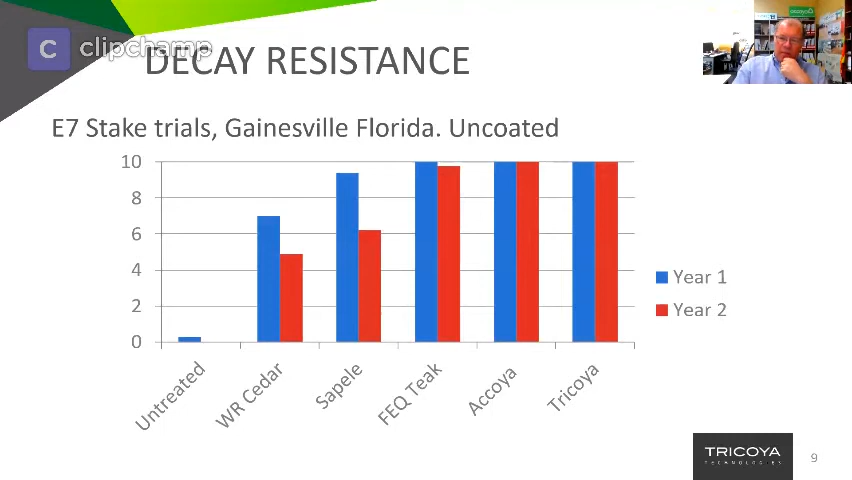 C clipchamp
DECAY RESISTANCE
E7 Stake trials, Gainesville Florida. Uncoated
10
8
6
4
2
0
Untreated
WR Cedar
Sapele
FEQ Teak
Accoya
Tricoya
Year 1
Year 2
TRICOYA
TECHNOLOGIES
9